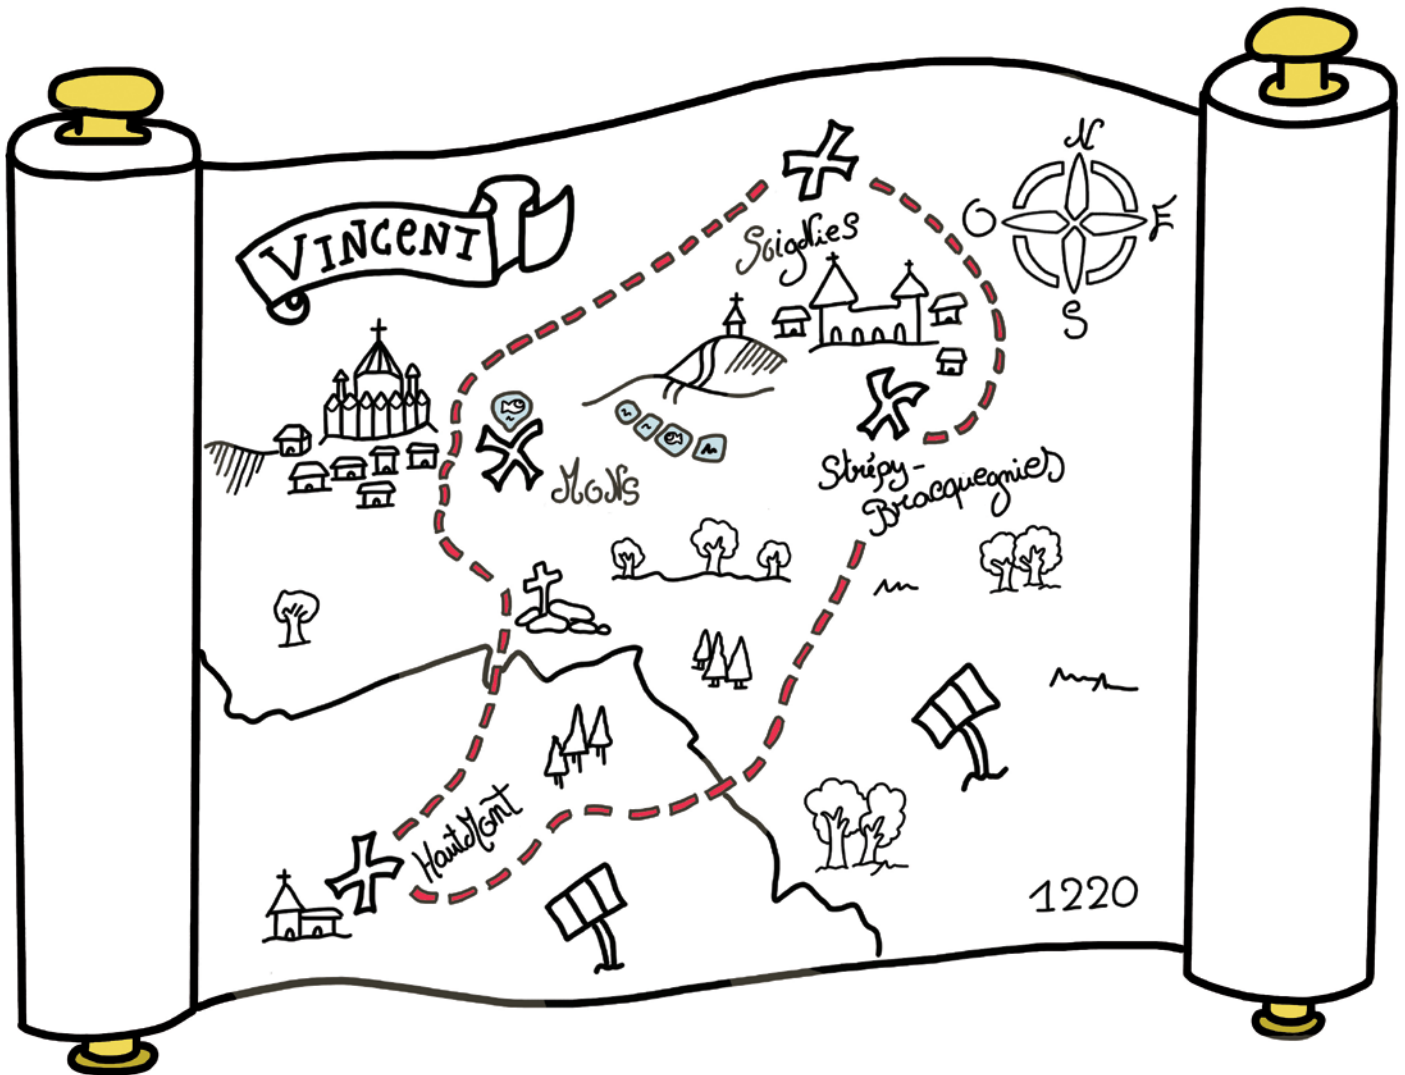 VINCENT
N
O
E
S
Soignies
Mons
Strépy-
Bracquegnies
HautMont
1220